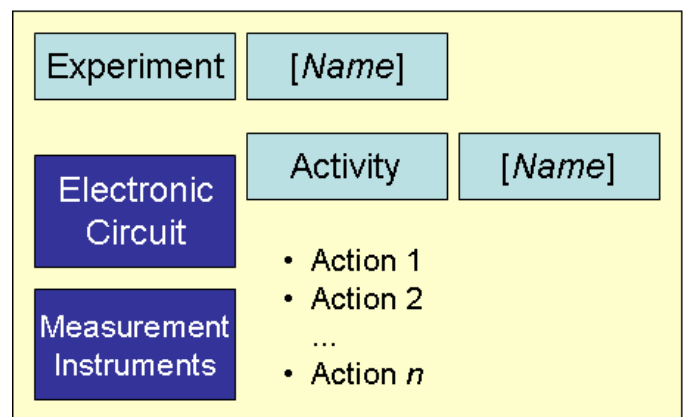 Experiment
[Name]
Activity
[Name]
Electronic
Circuit
• Action 1
• Action 2
...
• Action n
Measurement
Instruments